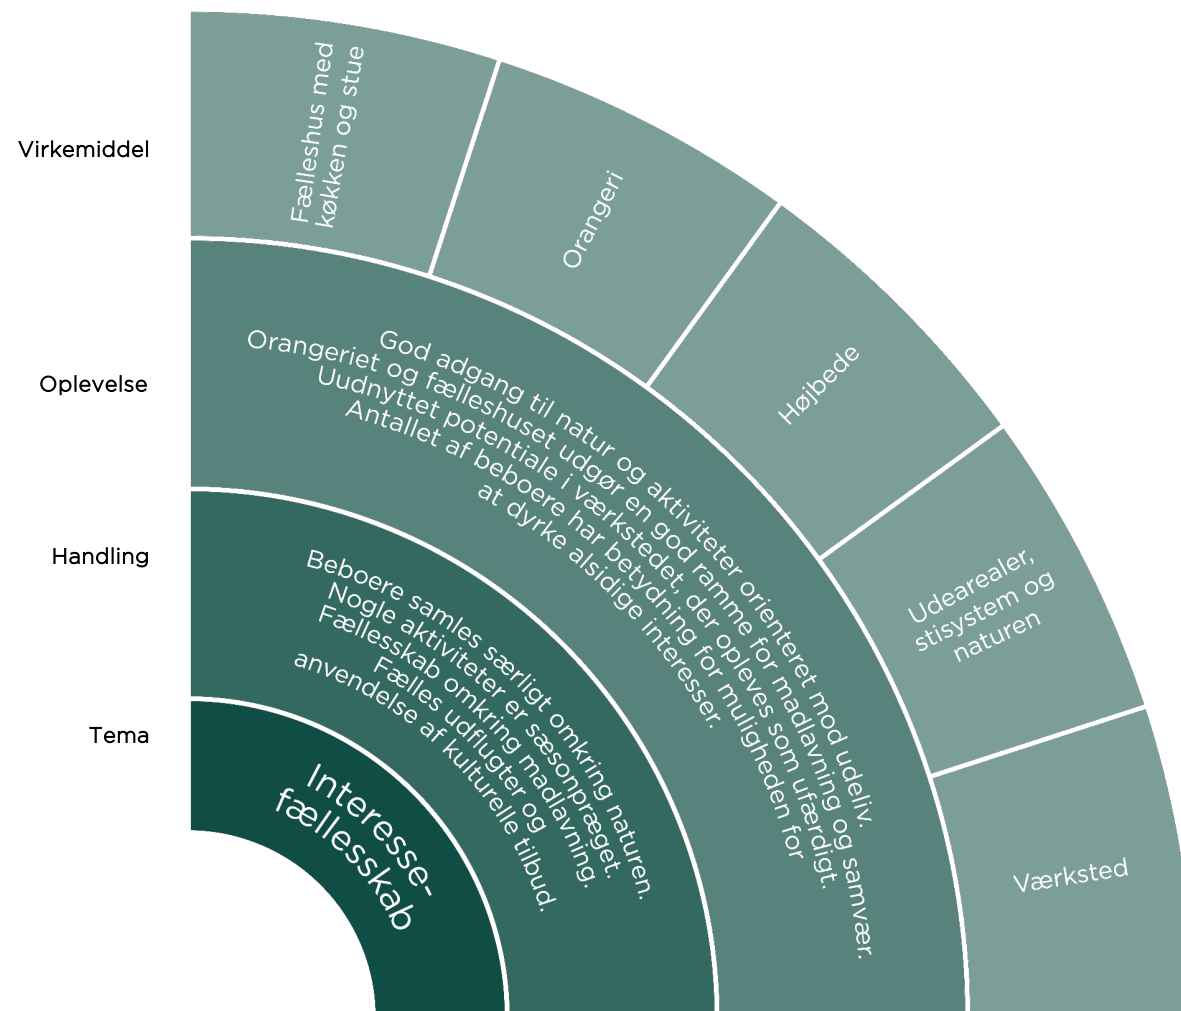 Virkemiddel
Fælleshus med
køkken og stue
Orangeri
Højbede
Udearealer,
stisystem og
naturen
Værksted
Oplevelse
God adgang til natur og aktiviteter orienteret mod udeliv.
Orangeriet og fælleshuset udgør en god ramme for madlavning og samvær.
Uudnyttet potentiale i værkstedet, der opleves som ufærdigt.
Antallet af beboere har betydning for muligheden for
at dyrke alsidige interesser.
Handling
Beboere samles særligt omkring naturen.
Nogle aktiviteter er sæsonpræget.
Fællesskab omkring madlavning.
Fælles udflugter og
anvendelse af kulturelle tilbud.
Tema
Interesse-
fællesskab